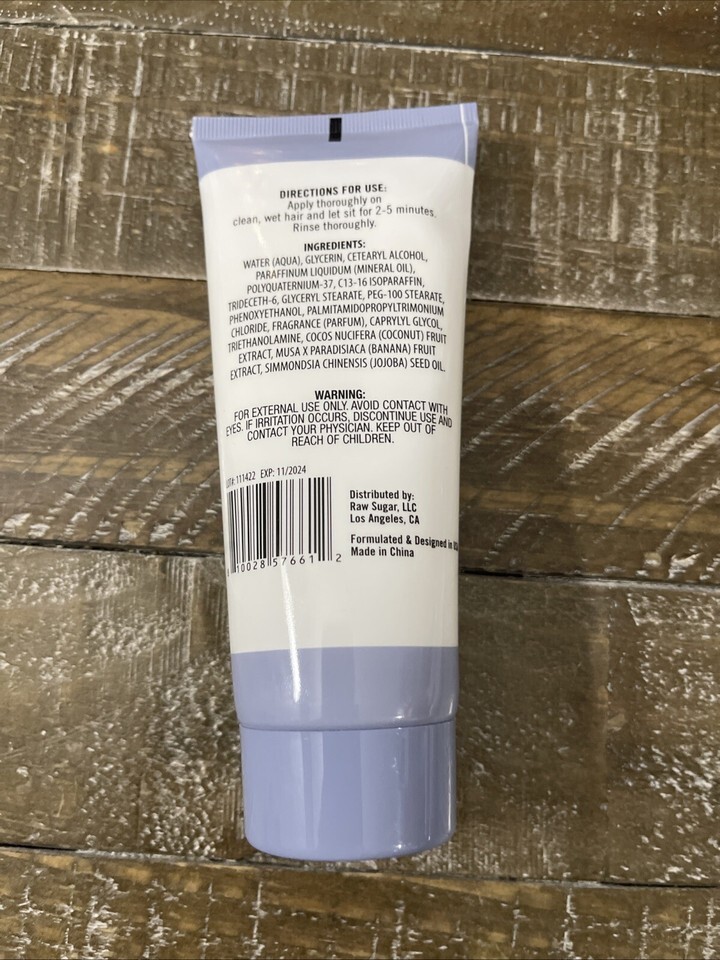 DIRECTIONS FOR USE:
Apply thoroughly on
clean, wet hair and let sit for 2-5 minutes.
Rinse thoroughly.
INGREDIENTS:
WATER (AQUA), GLYCERIN, CETEARYL ALCOHOL,
PARAFFINUM LIQUIDUM (MINERAL OIL),
POLYQUATERNIUM-37, C13-16 ISOPARAFFIN,
TRIDECETH-6, GLYCERYL STEARATE, PEG-100 STEARATE,
PHENOXYETHANOL, PALMITAMIDOPROPYLTRIMONIUM
CHLORIDE, FRAGRANCE (PARFUM), CAPRYLYL GLYCOL,
TRIETHANOLAMINE, COCOS NUCIFERA (COCONUT) FRUIT
EXTRACT, MUSA X PARADISIACA (BANANA) FRUIT
EXTRACT, SIMMONDSIA CHINENSIS (JOJOBA) SEED OIL.
WARNING:
FOR EXTERNAL USE ONLY. AVOID CONTACT WITH
EYES. IF IRRITATION OCCURS, DISCONTINUE USE AND
CONTACT YOUR PHYSICIAN. KEEP OUT OF
REACH OF CHILDREN.
LOT#: 111422 EXP: 11/2024
10028 57661 2
Distributed by:
Raw Sugar, LLC
Los Angeles, CA
Formulated & Designed in USA
Made in China